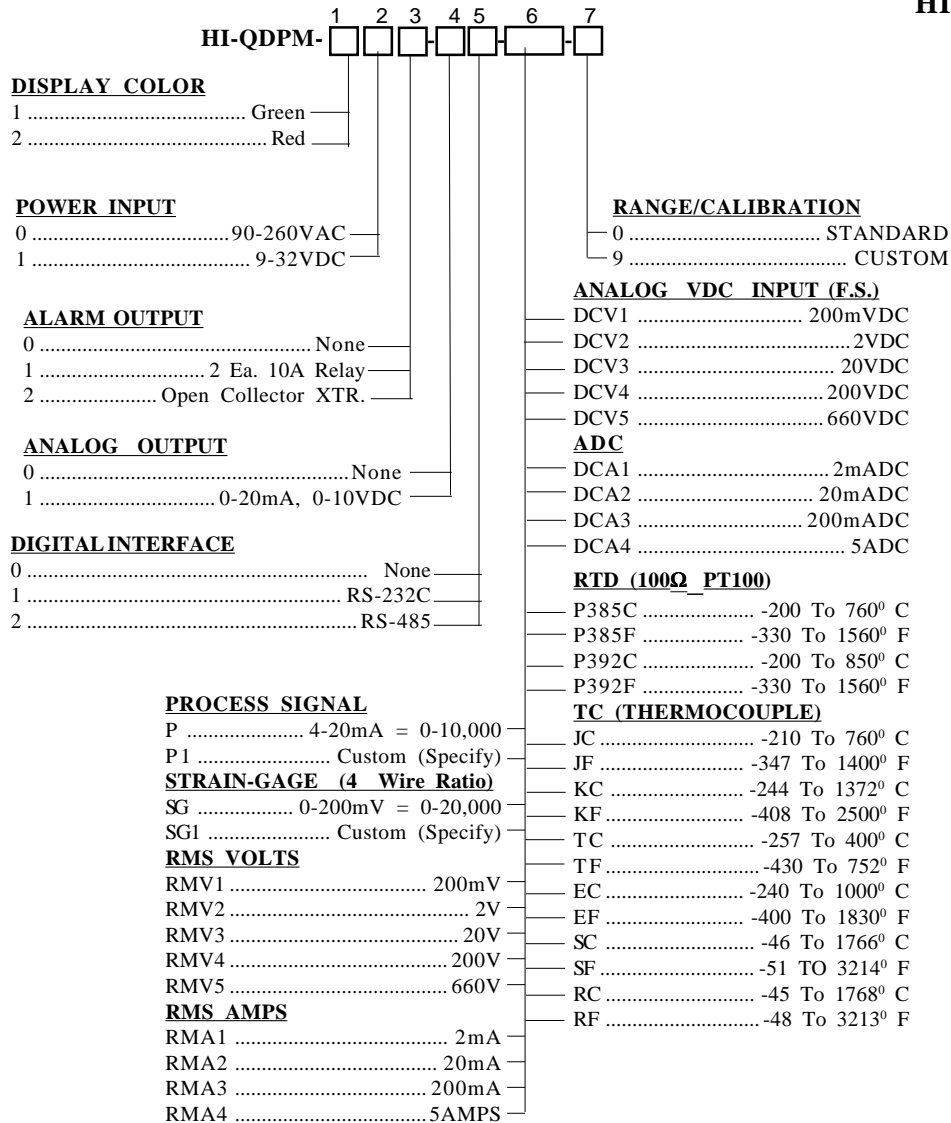 HI
1 2 3 4 5 6 7
HI-QDPM- - - -
DISPLAY COLOR
1 ...................................... Green
2 .......................................... Red
POWER INPUT
0 ...............................90-260VAC
1 .................................. 9-32VDC
ALARM OUTPUT
0 .......................................... None
1 .......................... 2 Ea. 10A Relay
2 ...................... Open Collector XTR.
ANALOG OUTPUT
0 .....................................................None
1 ......................... 0-20mA, 0-10VDC
DIGITAL INTERFACE
0 ..................................................... None
1 .................................................. RS-232C
2 ....................................................RS-485
PROCESS SIGNAL
P ...................... 4-20mA = 0-10,000
P1 ......................... Custom (Specify)
STRAIN-GAGE (4 Wire Ratio)
SG .................... 0-200mV = 0-20,000
SG1 ....................... Custom (Specify)
RMS VOLTS
RMV1 ............................... 200mV
RMV2 ...................................... 2V
RMV3 .................................... 20V
RMV4 ..................................200V
RMV5 ..................................660V
RMS AMPS
RMA1 .................................. 2mA
RMA2 ................................ 20mA
RMA3 ...............................200mA
RMA4 ..............................5AMPS
RANGE/CALIBRATION
0 .................................. STANDARD
9 ...................................... CUSTOM
ANALOG VDC INPUT (F.S.)
DCV1 .......................... 200mVDC
DCV2 ..................................2VDC
DCV3 ............................... 20VDC
DCV4 ..............................200VDC
DCV5 ..............................660VDC
ADC
DCA1 ...............................2mADC
DCA2 ............................ 20mADC
DCA3 ..........................200mADC
DCA4 ................................. 5ADC
RTD (100Ω PT100)
P385C .................. -200 To 760⁰ C
P385F ................ -330 To 1560⁰ F
P392C ..................-200 To 850⁰ C
P392F ................ -330 To 1560⁰ F
TC (THERMOCOUPLE)
JC ........................ -210 To 760⁰ C
JF ...................... -347 To 1400⁰ F
KC ...................... -244 To 1372⁰ C
KF ...................... -408 To 2500⁰ F
TC ........................-257 To 400⁰ C
TF ........................-430 To 752⁰ F
EC .......................-240 To 1000⁰ C
EF ...................... -400 To 1830⁰ F
SC ........................ -46 To 1766⁰ C
SF ........................ -51 TO 3214⁰ F
RC ........................ -45 To 1768⁰ C
RF .........................-48 To 3213⁰ F